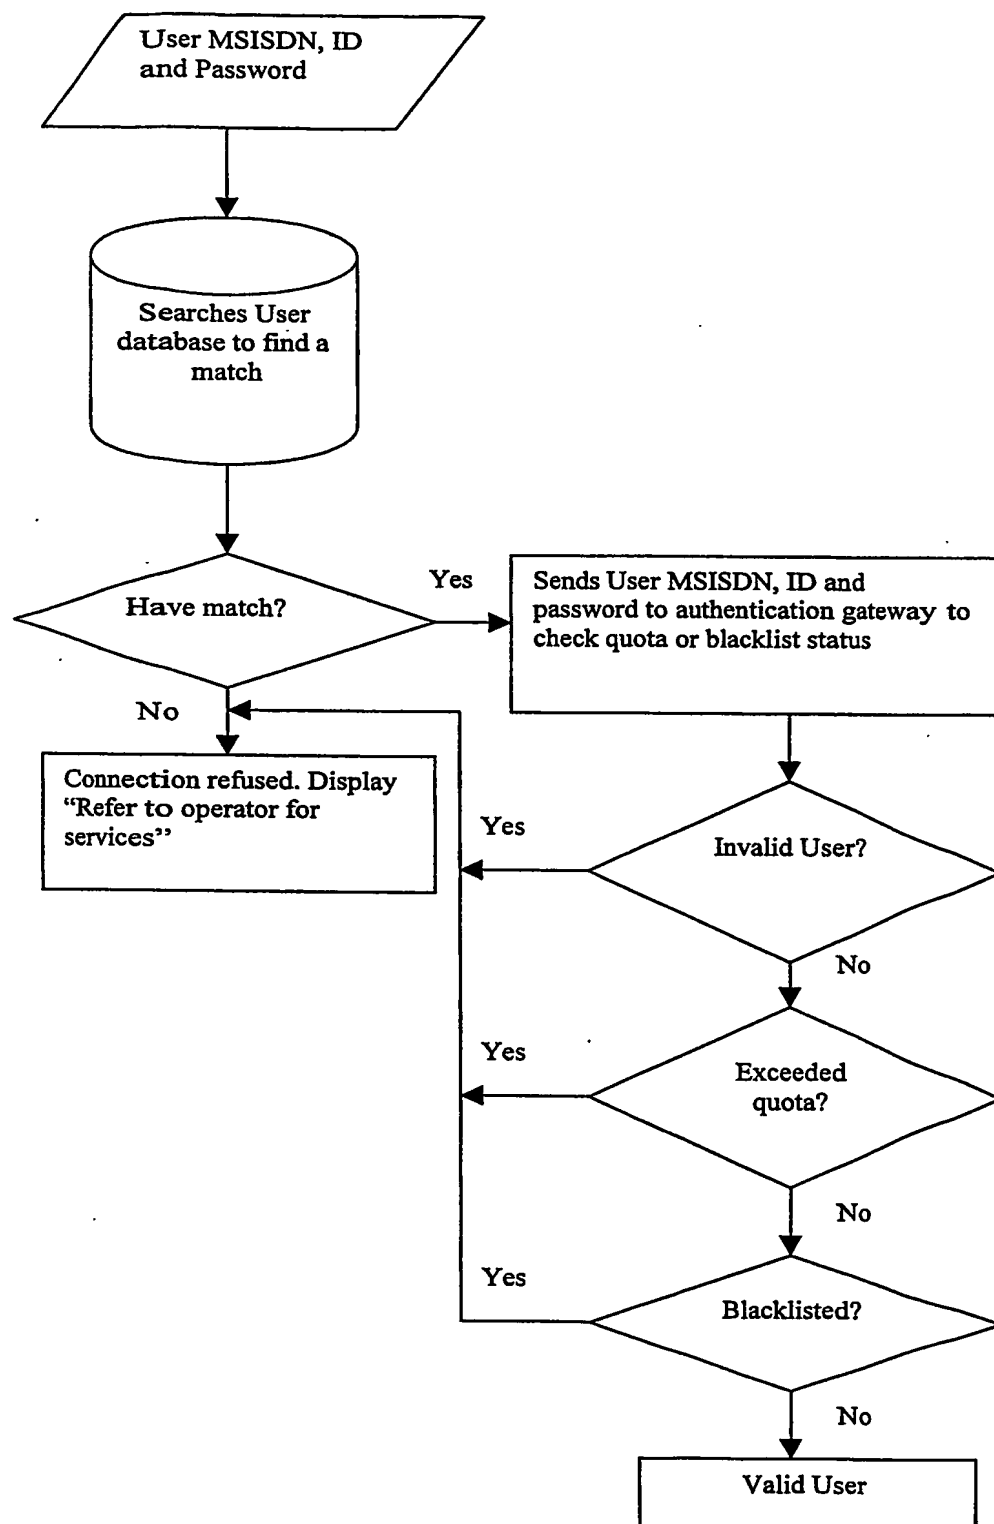 User MSISDN, ID
and Password
Searches User
database to find a
match
Have match?
Yes
Sends User MSISDN, ID and
password to authentication gateway to
check quota or blacklist status
No
Connection refused. Display
“Refer to operator for
services”
Yes
Invalid User?
No
Yes
Exceeded
quota?
No
Yes
Blacklisted?
No
Valid User